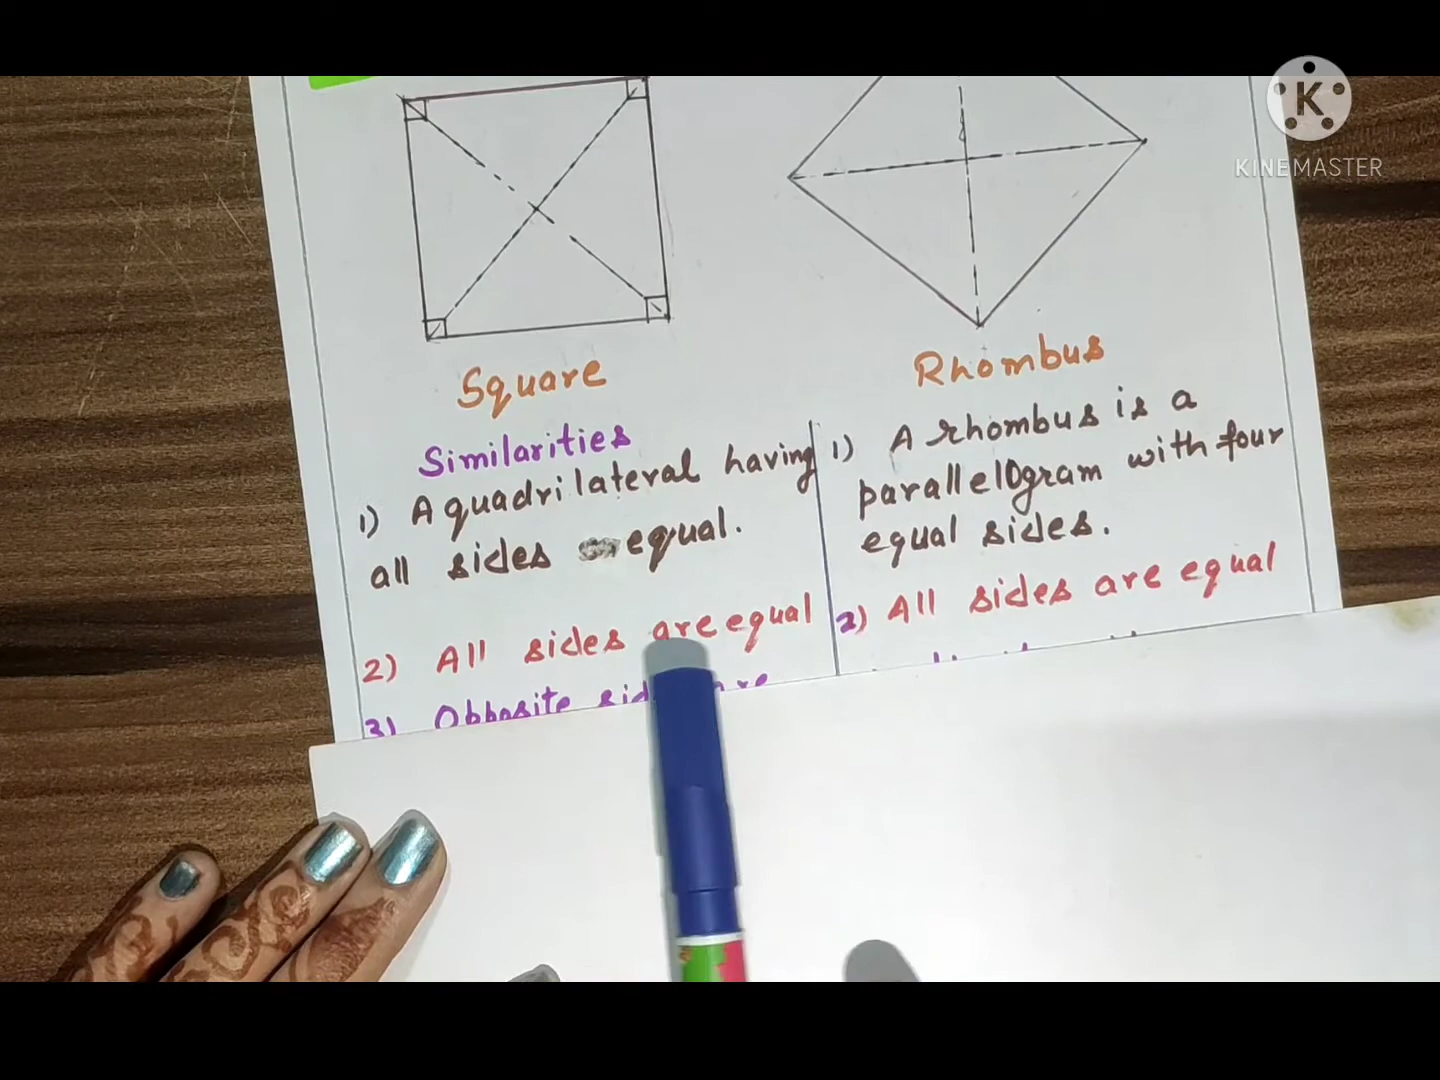 K
KINEMASTER
Square
Rhombus
Similarities
1) A quadrilateral having
all sides equal.
2) All sides are equal
3) Opposite
1) A rhombus is a
parallelogram with four
equal sides.
2) All sides are equal